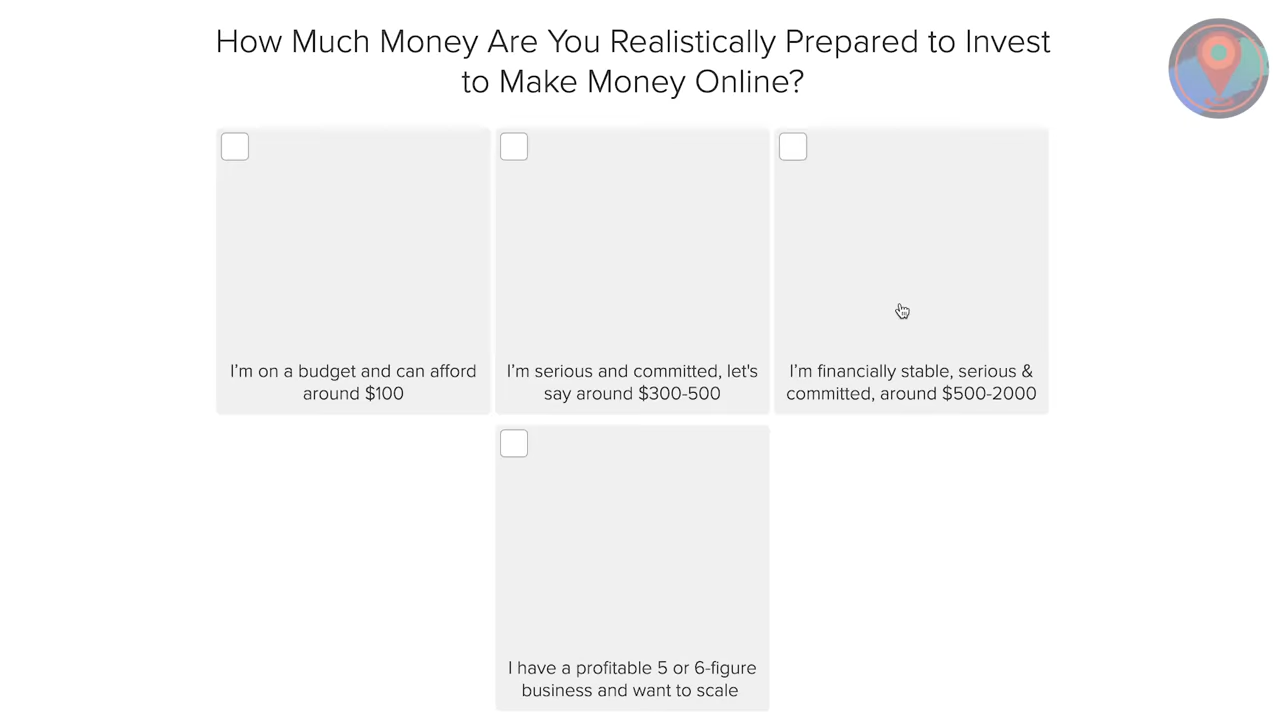 How Much Money Are You Realistically Prepared to Invest
to Make Money Online?
I'm on a budget and can afford
around $100
I'm serious and committed, let's
say around $300-500
I'm financially stable, serious &
committed, around $500-2000
I have a profitable 5 or 6-figure
business and want to scale